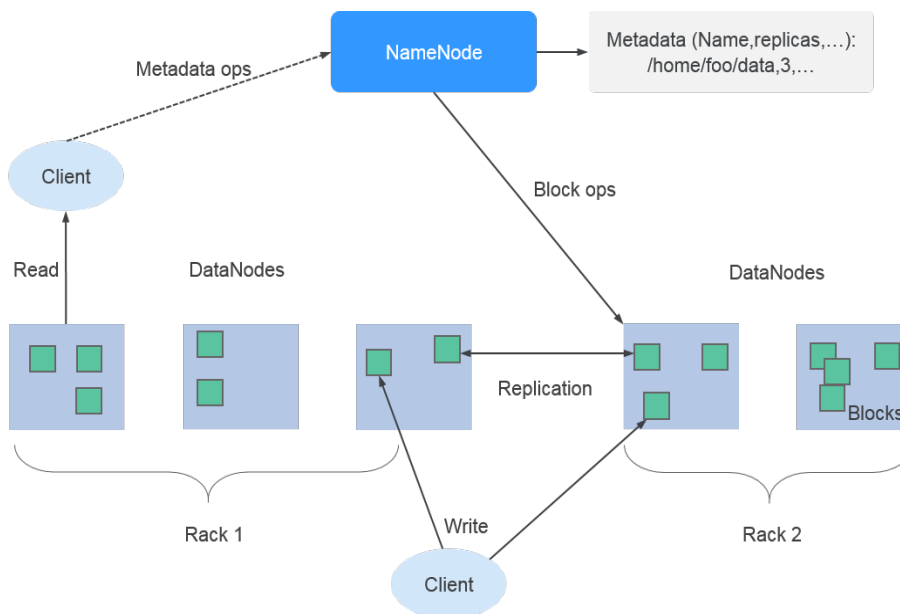 NameNode
Metadata (Name,replicas,…):
/home/foo/data,3,…
Metadata ops
Client
Block ops
Read
DataNodes
DataNodes
Replication
Blocks
Rack 1
Write
Rack 2
Client